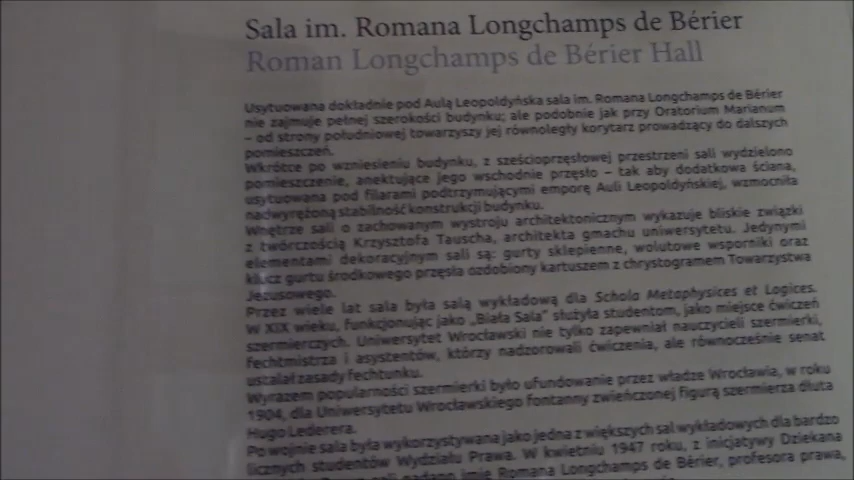 Sala im. Romana Longchamps de Bérier
Roman Longchamps de Bérier Hall
Usytuowana dokładnie pod Aulą Leopoldyńska sala im. Romana Longchamps de Bérier
nie zajmuje pełnej szerokości budynku; ale podobnie jak przy Oratorium Marianum
– od strony południowej towarzyszy jej równoległy korytarz prowadzący do dalszych
pomieszczeń.
Wkrótce po wzniesieniu budynku, z sześcioprzęsłowej przestrzeni sali wydzielono
pomieszczenie, anektujące jego wschodnie przęsło – tak aby dodatkowa ściana,
usytuowana pod filarami podtrzymującymi emporę Auli Leopoldyńskiej, wzmocniła
nadwyrężoną stabilność konstrukcji budynku.
Wnętrze sali o zachowanym wystroju architektonicznym wykazuje bliskie związki
z twórczością Krzysztofa Tauscha, architekta gmachu uniwersytetu. Jedynymi
elementami dekoracyjnym sali są: gurty sklepienne, wolutowe wsporniki oraz
klucz gurtu środkowego przęsła ozdobiony kartuszem z chrystogramem Towarzystwa
Jezusowego.
Przez wiele lat sala była salą wykładową dla Schola Metaphysices et Logices.
W XIX wieku, funkcjonując jako „Biała Sala" służyła studentom, jako miejsce ćwiczeń
szermierczych. Uniwersytet Wrocławski nie tylko zapewniał nauczycieli szermierki,
fechtmistrza i asystentów, którzy nadzorowali ćwiczenia, ale równocześnie senat
ustalał zasady fechtunku.
Wyrazem popularności szermierki było ufundowanie przez władze Wrocławia, w roku
1904, dla Uniwersytetu Wrocławskiego fontanny zwieńczonej figurą szermierza dłuta
Hugo Lederera.
Po wojnie sala była wykorzystywana jako jedna z większych sal wykładowych dla bardzo
licznych studentów Wydziału Prawa. W kwietniu 1947 roku, z inicjatywy Dziekana
sali nadano imię Romana Longchamps de Bérier, profesora prawa,